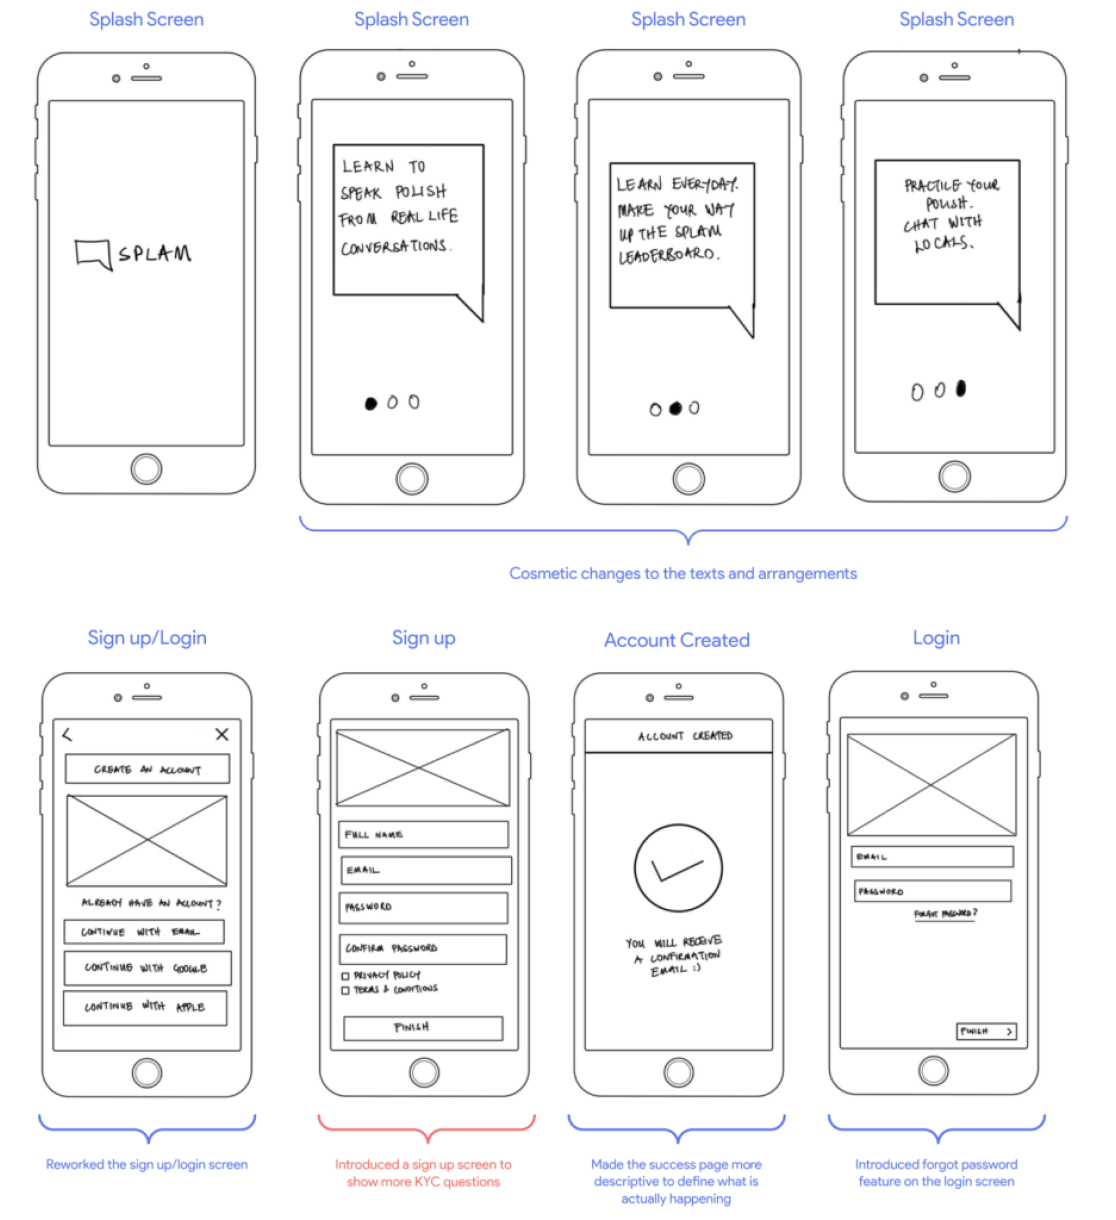 Splash Screen
Splash Screen
Splash Screen
Splash Screen
SPLAM
LEARN TO
SPEAK POLISH
FROM REAL LIFE
CONVERSATIONS.
LEARN EVERYDAY.
MAKE YOUR WAY
UP THE SPLAM
LEADERBOARD.
PRACTICE YOUR
POLISH.
CHAT WITH
LOCALS.
Cosmetic changes to the texts and arrangements
Sign up/Login
Sign up
Account Created
Login
<
X
CREATE AN ACCOUNT
ALREADY HAVE AN ACCOUNT?
CONTINUE WITH EMAIL
CONTINUE WITH GOOGLE
CONTINUE WITH APPLE
FULL NAME
EMAIL
PASSWORD
CONFIRM PASSWORD
PRIVACY POLICY
TERMS & CONDITIONS
FINISH
ACCOUNT CREATED
YOU WILL RECEIVE
A CONFIRMATION
EMAIL :)
EMAIL
PASSWORD
FORGOT PASSWORD?
FINISH >
Reworked the sign up/login screen
Introduced a sign up screen to
show more KYC questions
Made the success page more
descriptive to define what is
actually happening
Introduced forgot password
feature on the login screen